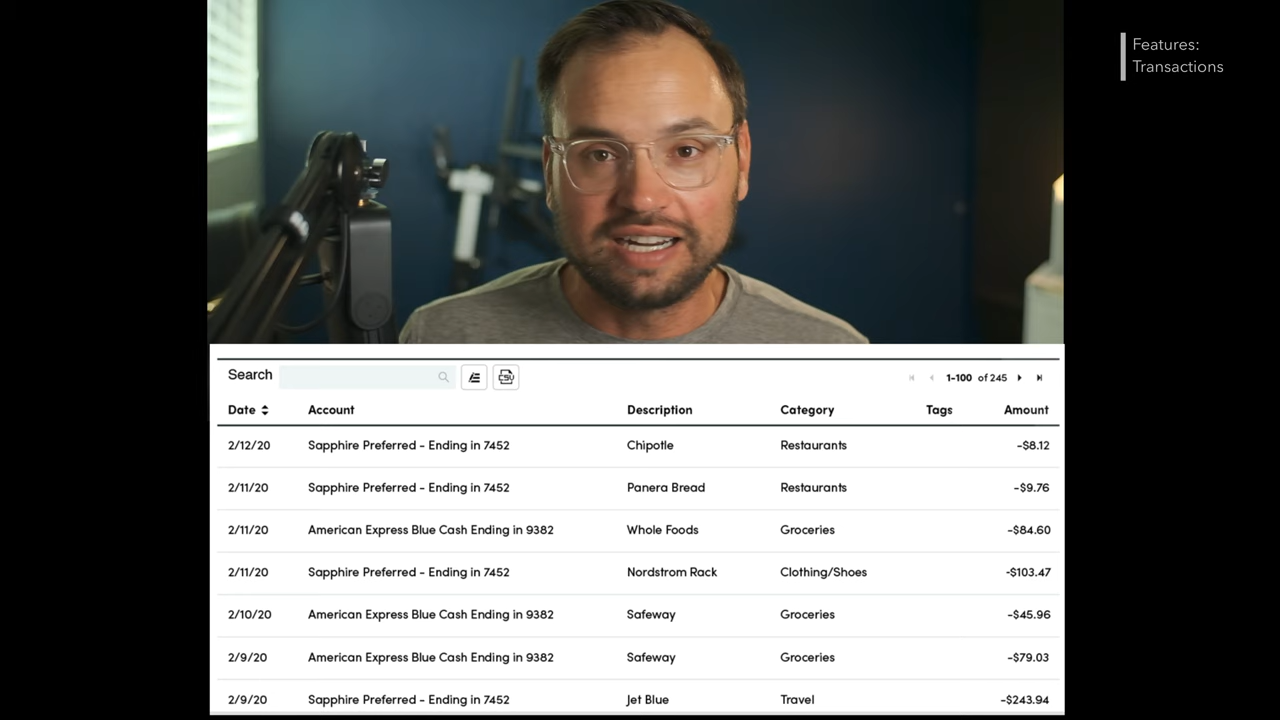 Features:
Transactions
Search CSV 1-100 of 245
Date Account Description Category Tags Amount
2/12/20 Sapphire Preferred - Ending in 7452 Chipotle Restaurants -$8.12
2/11/20 Sapphire Preferred - Ending in 7452 Panera Bread Restaurants -$9.76
2/11/20 American Express Blue Cash Ending in 9382 Whole Foods Groceries -$84.60
2/11/20 Sapphire Preferred - Ending in 7452 Nordstrom Rack Clothing/Shoes -$103.47
2/10/20 American Express Blue Cash Ending in 9382 Safeway Groceries -$45.96
2/9/20 American Express Blue Cash Ending in 9382 Safeway Groceries -$79.03
2/9/20 Sapphire Preferred - Ending in 7452 Jet Blue Travel -$243.94